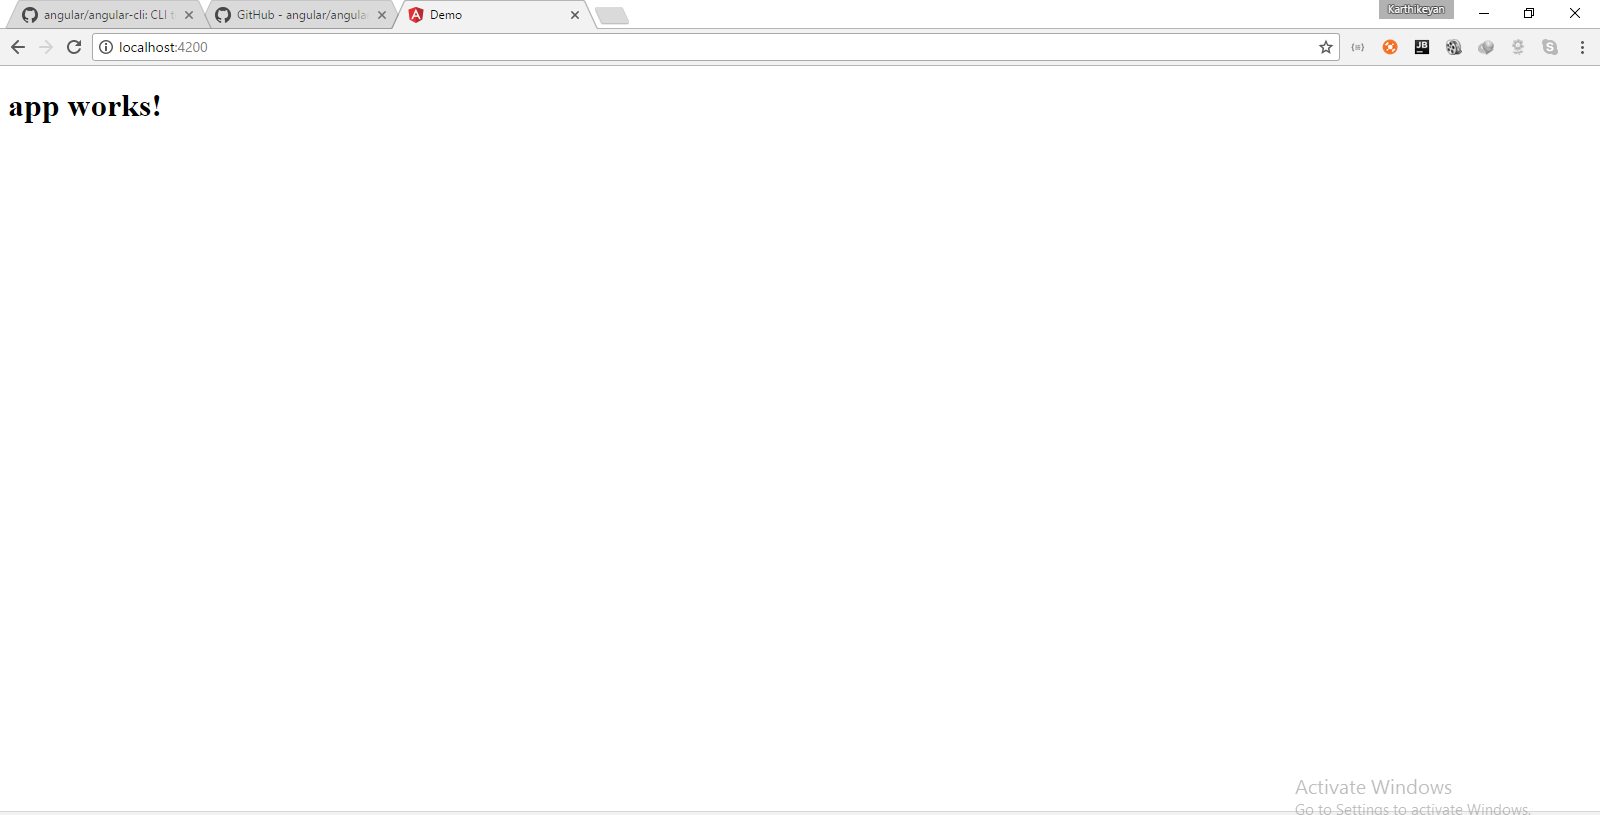 angular/angular-cli: CLI t
GitHub - angular/angula
Demo
Karthikeyan
localhost:4200
JB
app works!
Activate Windows
Go to Settings to activate Windows.